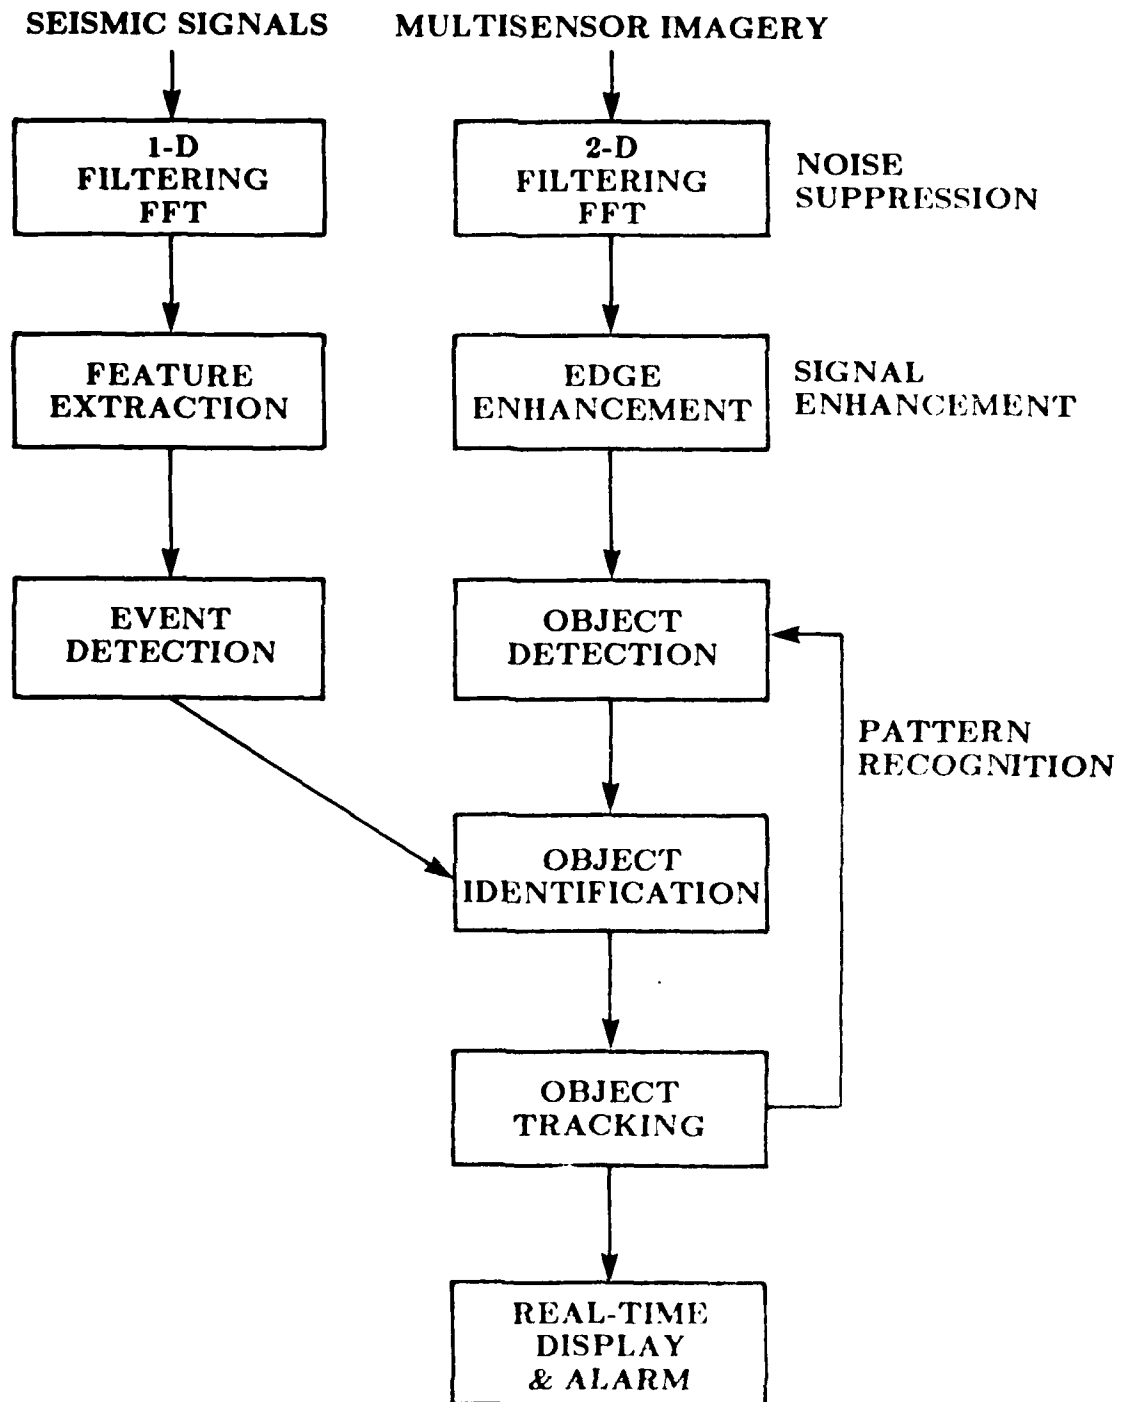 SEISMIC SIGNALS
MULTISENSOR IMAGERY
1-D
FILTERING
FFT
2-D
FILTERING
FFT
NOISE
SUPPRESSION
FEATURE
EXTRACTION
EDGE
ENHANCEMENT
SIGNAL
ENHANCEMENT
EVENT
DETECTION
OBJECT
DETECTION
PATTERN
RECOGNITION
OBJECT
IDENTIFICATION
OBJECT
TRACKING
REAL-TIME
DISPLAY
& ALARM